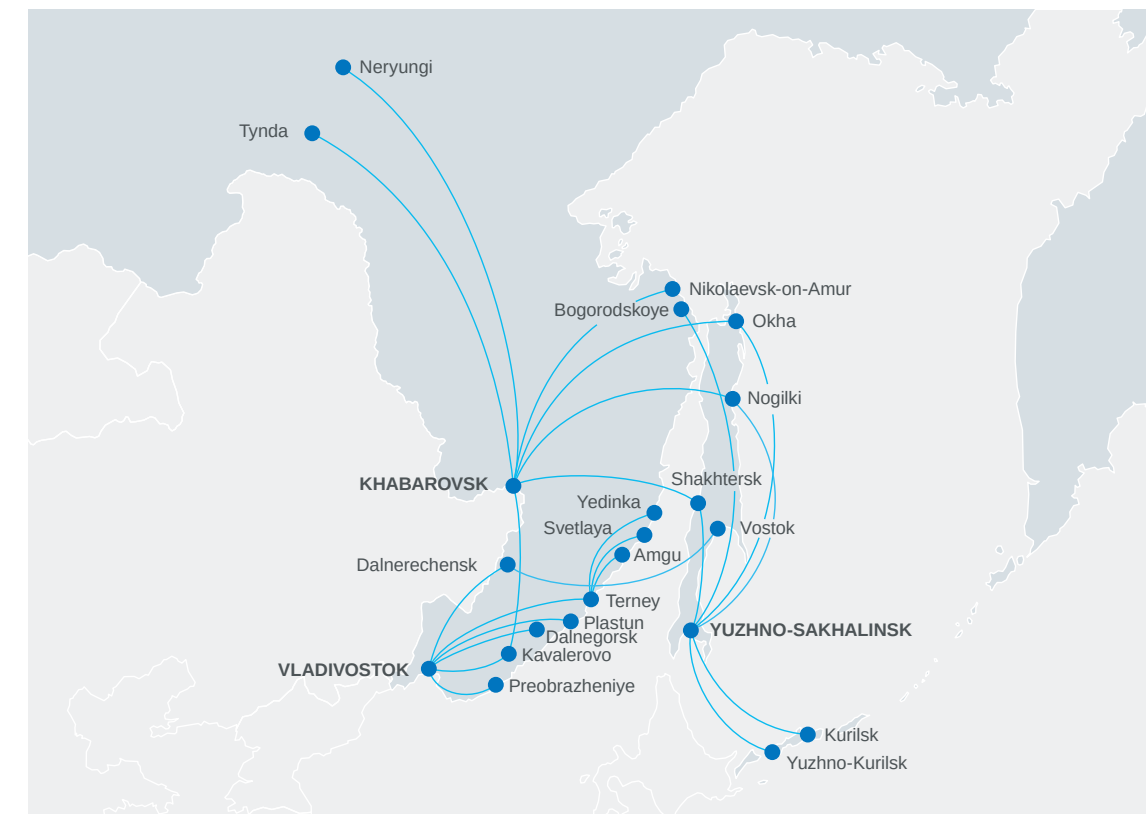 Neryungi
Tynda
Nikolaevsk-on-Amur
Bogorodskoye
Okha
Nogilki
Shakhtersk
KHABAROVSK
Yedinka
Svetlaya
Vostok
Amgu
Dalnerechensk
Terney
Plastun
YUZHNO-SAKHALINSK
Dalnegorsk
Kavalerovo
VLADIVOSTOK
Preobrazheniye
Kurilsk
Yuzhno-Kurilsk